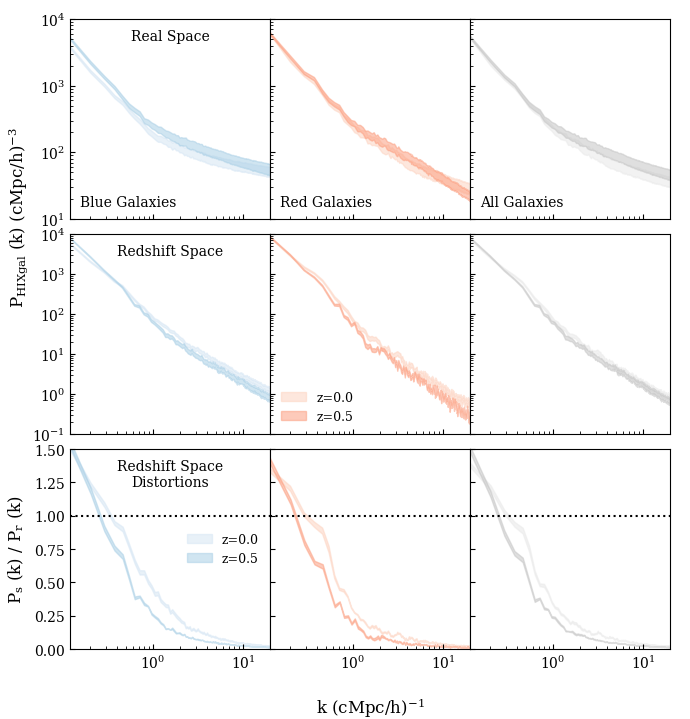 P_HIXgal (k) (cMpc/h)^−3
10^4
10^3
10^2
10^1
Real Space
Blue Galaxies
Red Galaxies
All Galaxies
10^4
10^3
10^2
10^1
10^0
10^−1
Redshift Space
z=0.0
z=0.5
P_s (k) / P_r (k)
1.50
1.25
1.00
0.75
0.50
0.25
0.00
Redshift Space
Distortions
z=0.0
z=0.5
10^0 10^1 10^0 10^1 10^0 10^1
k (cMpc/h)^−1